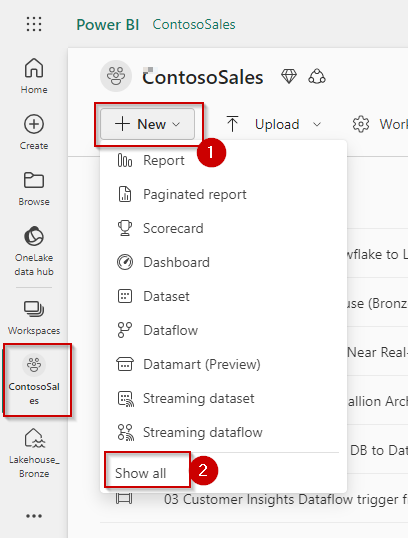 Power BI ContosoSales
Home
Create
Browse
OneLake
data hub
Workspaces
ContosoSal
es
Lakehouse_
Bronze
ContosoSales
+ New
1
Upload
Work
Report
Paginated report
Scorecard
Dashboard
Dataset
Dataflow
Datamart (Preview)
Streaming dataset
Streaming dataflow
Show all
2
wflake to L
use (Bronz
Near Real-
allion Arch
DB to Dat
03 Customer Insights Dataflow trigger f